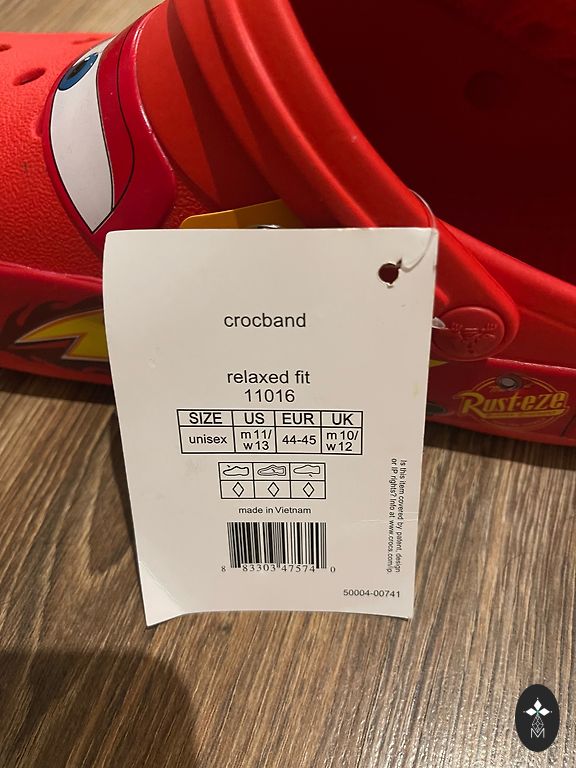 crocband
relaxed fit
11016
SIZE US EUR UK
unisex m 11/ w 13 44-45 m 10/ w 12
made in Vietnam
8 83303 47574 0
50004-00741
Is this item covered by patent, design
or IP rights? Info at www.crocs.com/ip
Rust-eze
M